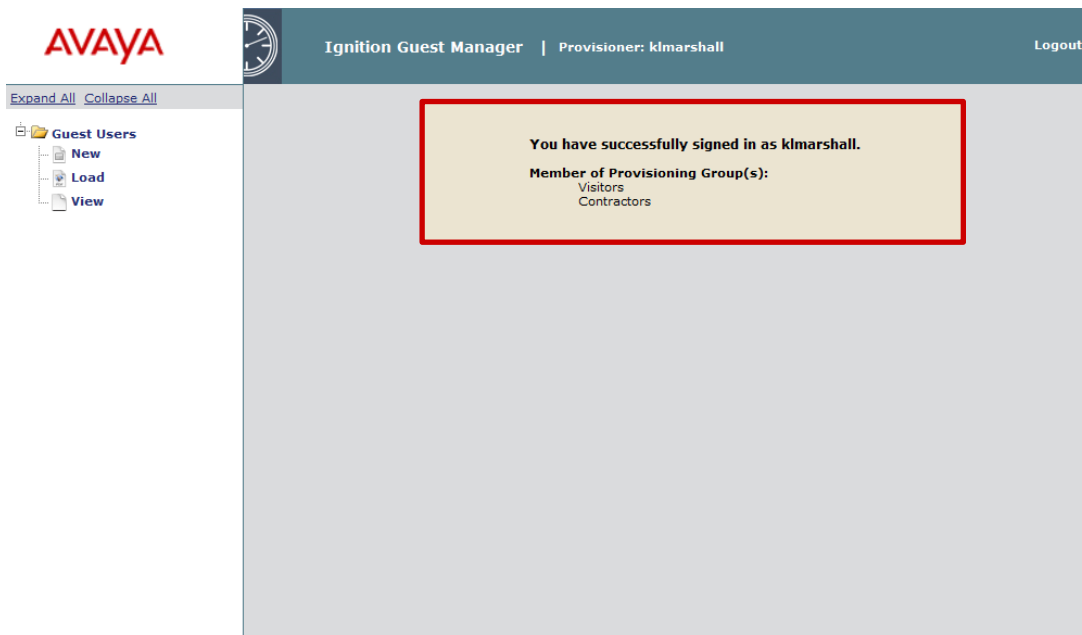 AVAYA
Ignition Guest Manager | Provisioner: klmarshall
Logout
Expand All Collapse All
Guest Users
New
Load
View
You have successfully signed in as klmarshall.
Member of Provisioning Group(s):
Visitors
Contractors